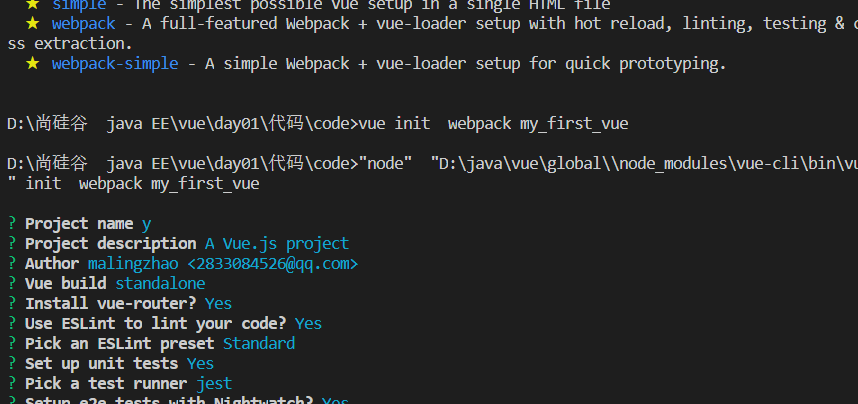 ★ simple - The simplest possible Vue setup in a single HTML file
★ webpack - A full-featured Webpack + vue-loader setup with hot reload, linting, testing &
ss extraction.
★ webpack-simple - A simple Webpack + vue-loader setup for quick prototyping.
D:\尚硅谷  java EE\vue\day01\代码\code>vue init  webpack my_first_vue
D:\尚硅谷  java EE\vue\day01\代码\code>"node"  "D:\java\vue\global\\node_modules\vue-cli\bin\vu
" init  webpack my_first_vue
? Project name y
? Project description A Vue.js project
? Author malingzhao <2833084526@qq.com>
? Vue build standalone
? Install vue-router? Yes
? Use ESLint to lint your code? Yes
? Pick an ESLint preset Standard
? Set up unit tests Yes
? Pick a test runner jest
? Setup e2e tests with Nightwatch? Yes